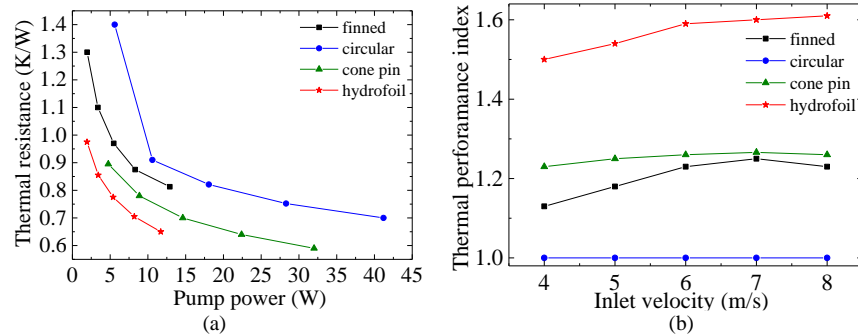 (a)
Thermal resistance (K/W)
1.4
1.3
1.2
1.1
1.0
0.9
0.8
0.7
0.6
finned
circular
cone pin
hydrofoil
0 5 10 15 20 25 30 35 40 45
Pump power (W)
(a)
(b)
Thermal perforamance index
1.6
1.4
1.2
1.0
finned
circular
cone pin
hydrofoil
4 5 6 7 8
Inlet velocity (m/s)
(b)